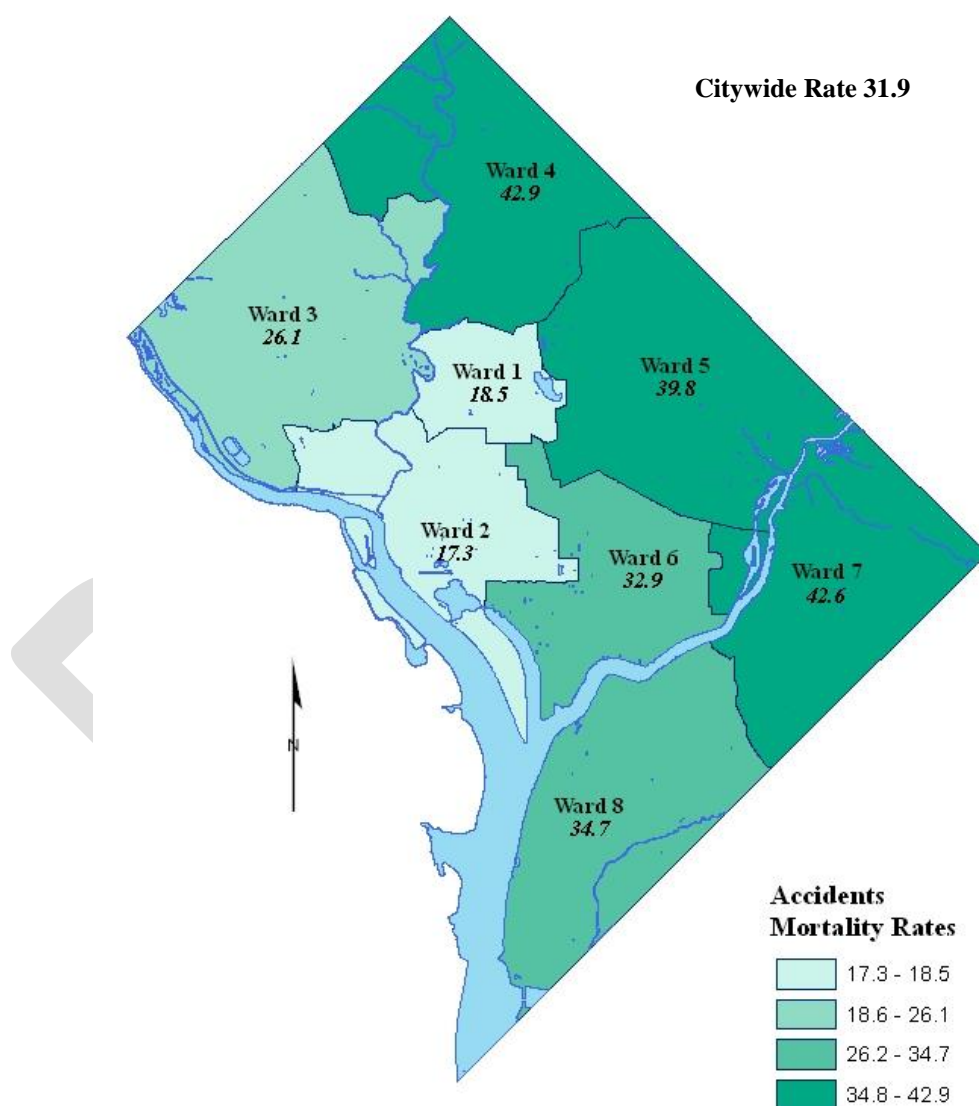 Citywide Rate 31.9
Ward 4
42.9
Ward 3
26.1
Ward 1
18.5
Ward 5
39.8
Ward 2
17.3
Ward 6
32.9
Ward 7
42.6
N
Ward 8
34.7
Accidents
Mortality Rates
17.3 - 18.5
18.6 - 26.1
26.2 - 34.7
34.8 - 42.9